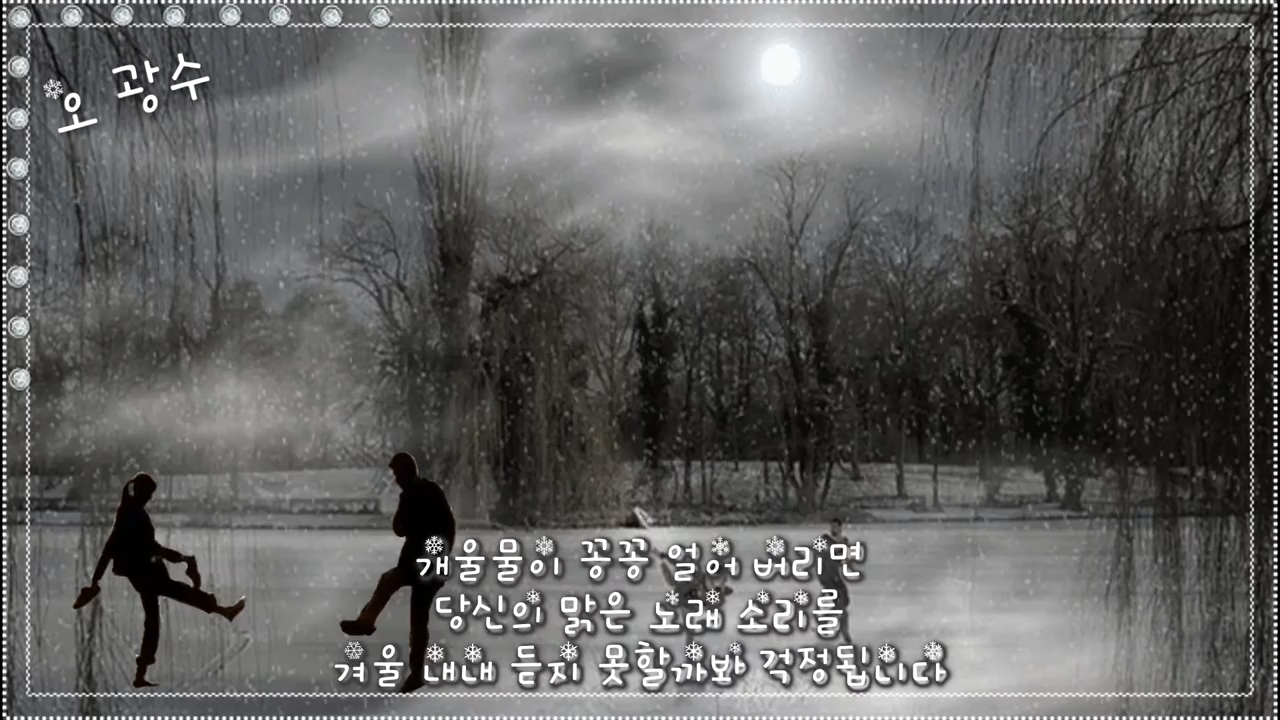 오 광수
개울물이 꽁꽁 얼어 버리면
당신의 맑은 노래 소리를
겨울 내내 듣지 못할까봐 걱정됩니다